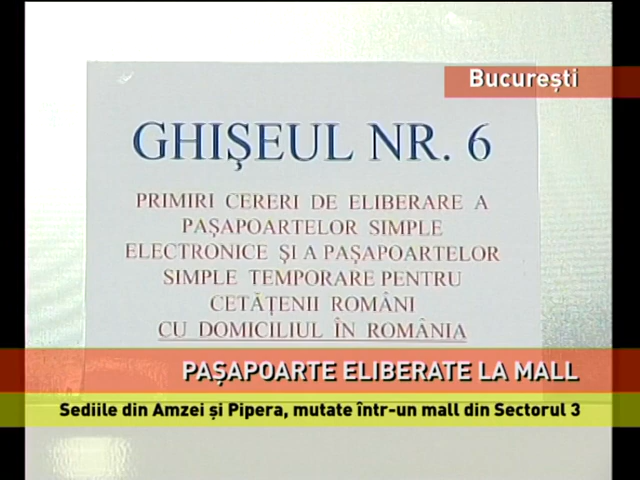 București
GHIŞEUL NR. 6
PRIMIRI CERERI DE ELIBERARE A
PAŞAPOARTELOR SIMPLE
ELECTRONICE ŞI A PAŞAPOARTELOR
SIMPLE TEMPORARE PENTRU
CETĂŢENII ROMÂNI
CU DOMICILIUL ÎN ROMÂNIA
PAȘAPOARTE ELIBERATE LA MALL
Sediile din Amzei și Pipera, mutate într-un mall din Sectorul 3